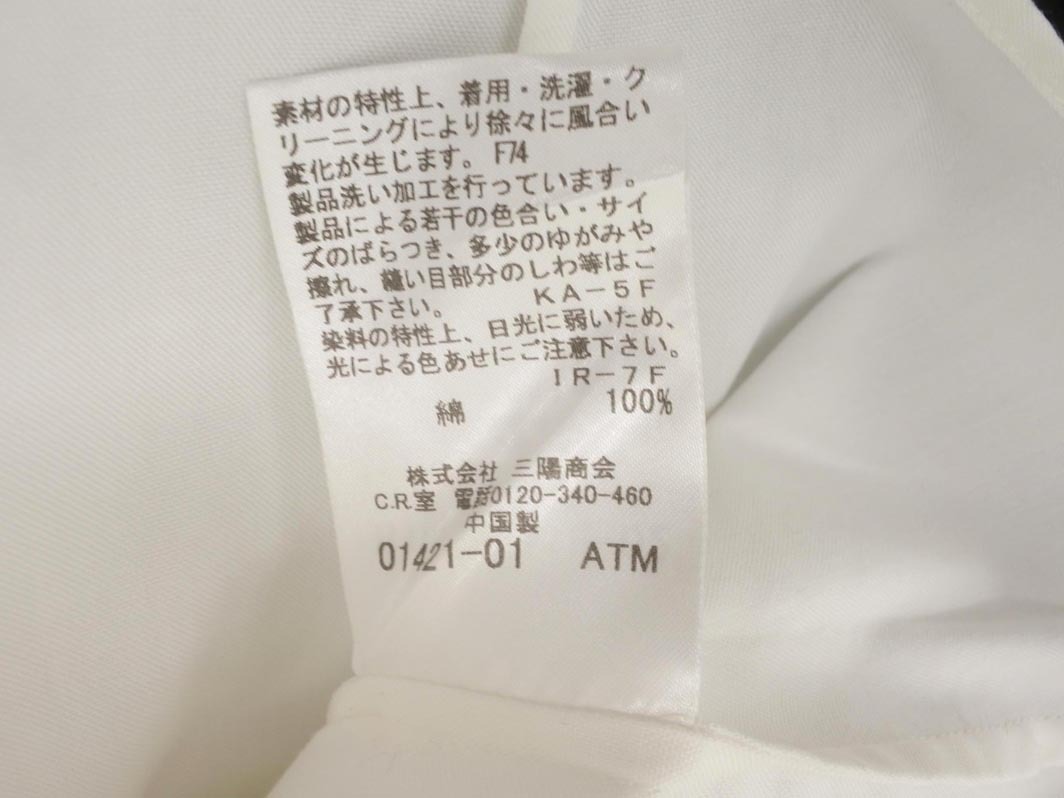 素材の特性上、着用・洗濯・ク
リーニングにより徐々に風合い
変化が生じます。 F74
製品洗い加工を行っています。
製品による若干の色合い・サイ
ズのばらつき、多少のゆがみや
擦れ、縫い目部分のしわ等はご
了承下さい。 KA-5F
染料の特性上、日光に弱いため、
光による色あせにご注意下さい。
IR-7F
綿 100%
株式会社 三陽商会
C.R.室 電話0120-340-460
中国製
01421-01 ATM